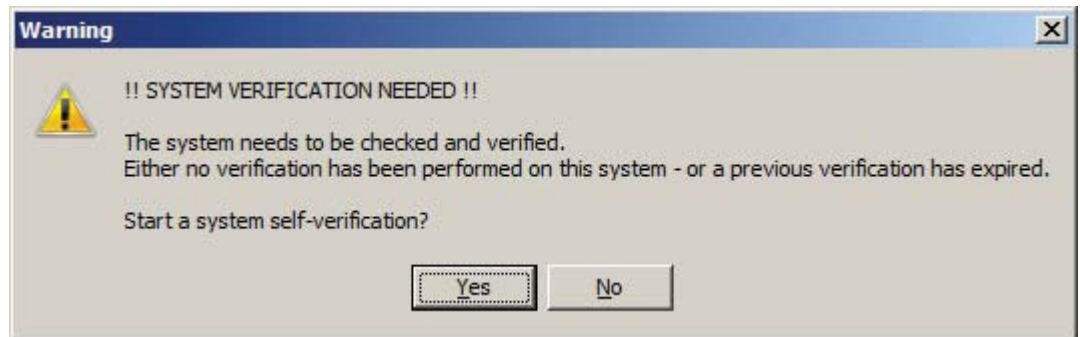 Warning
!! SYSTEM VERIFICATION NEEDED !!
The system needs to be checked and verified.
Either no verification has been performed on this system - or a previous verification has expired.
Start a system self-verification?
Yes
No